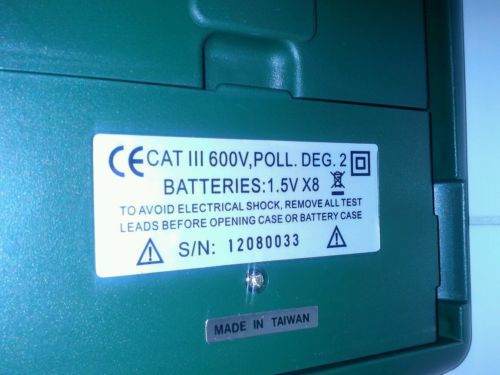 CE CAT III 600V,POLL. DEG. 2
BATTERIES:1.5V X8
TO AVOID ELECTRICAL SHOCK, REMOVE ALL TEST
LEADS BEFORE OPENING CASE OR BATTERY CASE
S/N: 12080033
MADE IN TAIWAN